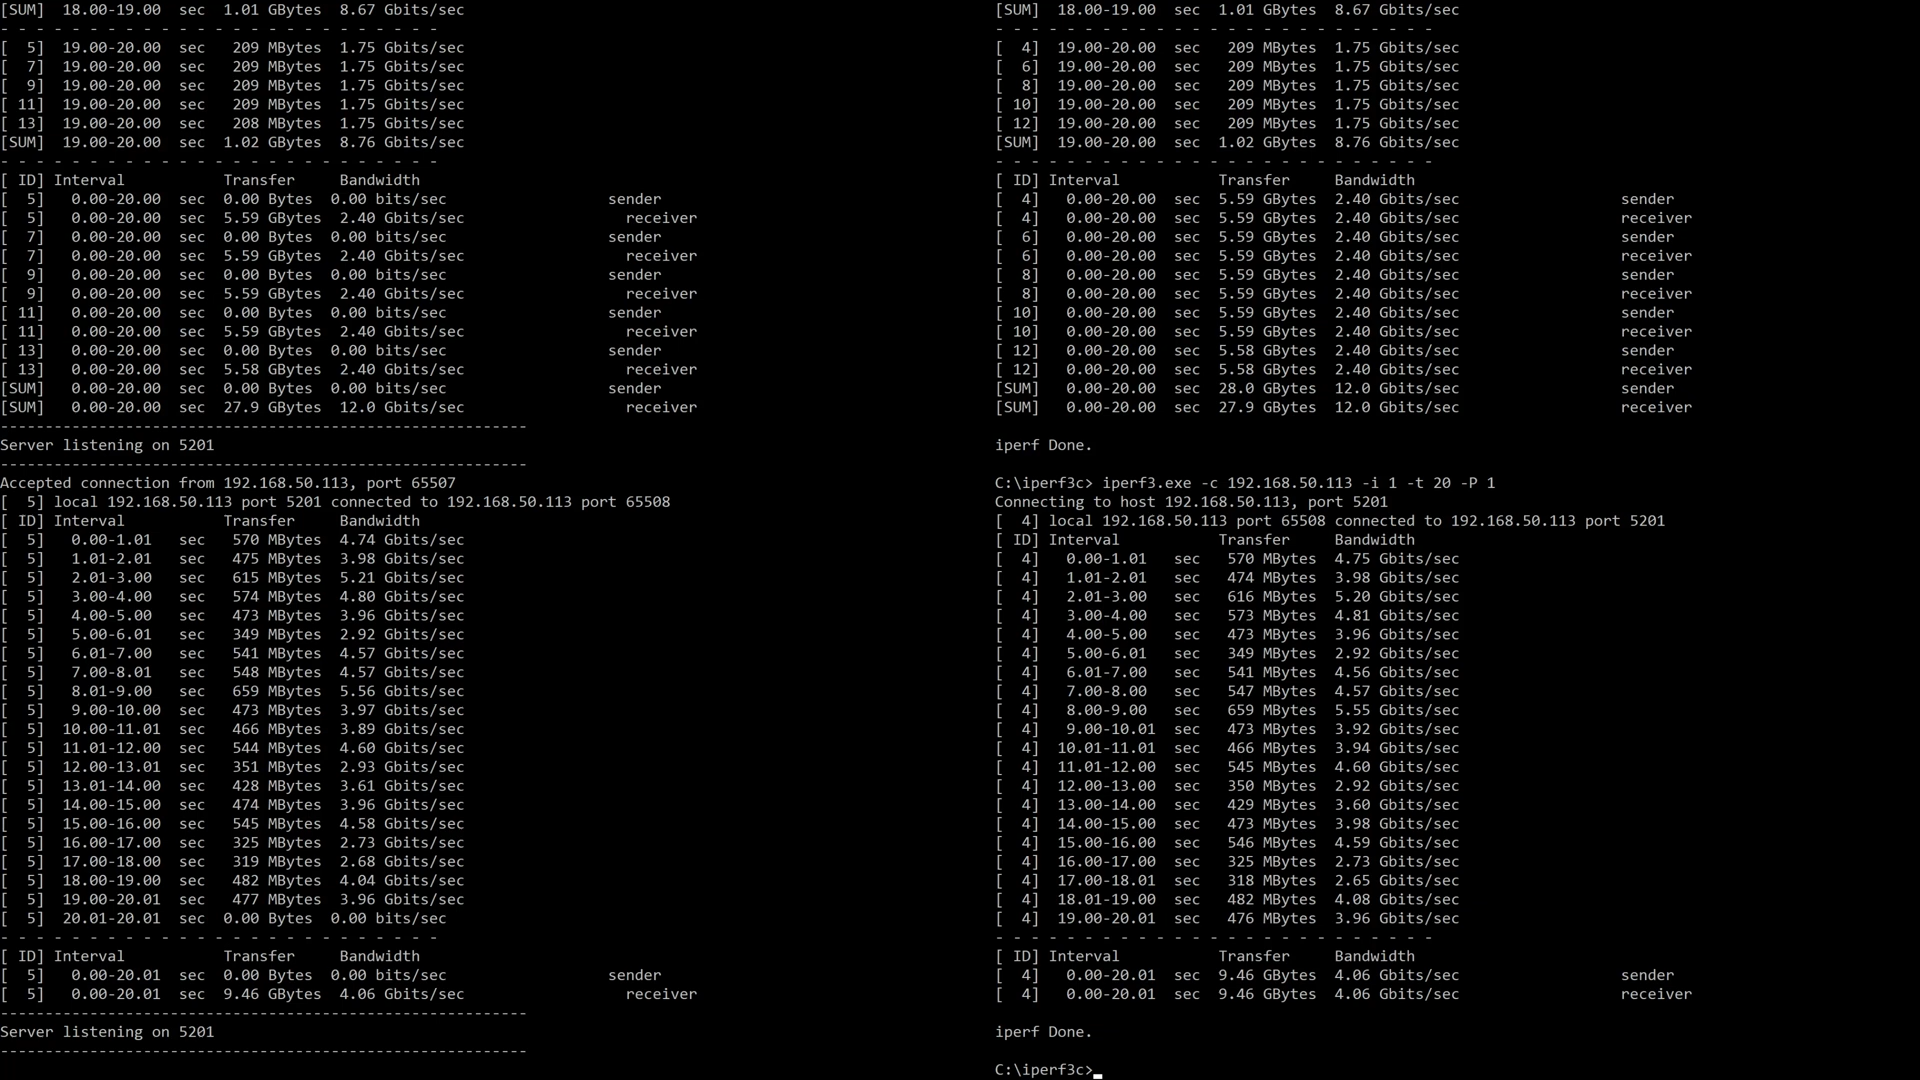 [SUM]  18.00-19.00  sec  1.01 GBytes  8.67 Gbits/sec
- - - - - - - - - - - - - - - - - - - - - - - - -
[  5]  19.00-20.00  sec   209 MBytes  1.75 Gbits/sec
[  7]  19.00-20.00  sec   209 MBytes  1.75 Gbits/sec
[  9]  19.00-20.00  sec   209 MBytes  1.75 Gbits/sec
[ 11]  19.00-20.00  sec   209 MBytes  1.75 Gbits/sec
[ 13]  19.00-20.00  sec   208 MBytes  1.75 Gbits/sec
[SUM]  19.00-20.00  sec  1.02 GBytes  8.76 Gbits/sec
- - - - - - - - - - - - - - - - - - - - - - - - -
[ ID] Interval           Transfer     Bandwidth
[  5]   0.00-20.00  sec  0.00 Bytes  0.00 bits/sec                  sender
[  5]   0.00-20.00  sec  5.59 GBytes  2.40 Gbits/sec                  receiver
[  7]   0.00-20.00  sec  0.00 Bytes  0.00 bits/sec                  sender
[  7]   0.00-20.00  sec  5.59 GBytes  2.40 Gbits/sec                  receiver
[  9]   0.00-20.00  sec  0.00 Bytes  0.00 bits/sec                  sender
[  9]   0.00-20.00  sec  5.59 GBytes  2.40 Gbits/sec                  receiver
[ 11]   0.00-20.00  sec  0.00 Bytes  0.00 bits/sec                  sender
[ 11]   0.00-20.00  sec  5.59 GBytes  2.40 Gbits/sec                  receiver
[ 13]   0.00-20.00  sec  0.00 Bytes  0.00 bits/sec                  sender
[ 13]   0.00-20.00  sec  5.58 GBytes  2.40 Gbits/sec                  receiver
[SUM]   0.00-20.00  sec  0.00 Bytes  0.00 bits/sec                  sender
[SUM]   0.00-20.00  sec  27.9 GBytes  12.0 Gbits/sec                  receiver
-----------------------------------------------------------
Server listening on 5201
-----------------------------------------------------------
Accepted connection from 192.168.50.113, port 65507
[  5] local 192.168.50.113 port 5201 connected to 192.168.50.113 port 65508
[ ID] Interval           Transfer     Bandwidth
[  5]   0.00-1.01   sec   570 MBytes  4.74 Gbits/sec
[  5]   1.01-2.01   sec   475 MBytes  3.98 Gbits/sec
[  5]   2.01-3.00   sec   615 MBytes  5.21 Gbits/sec
[  5]   3.00-4.00   sec   574 MBytes  4.80 Gbits/sec
[  5]   4.00-5.00   sec   473 MBytes  3.96 Gbits/sec
[  5]   5.00-6.01   sec   349 MBytes  2.92 Gbits/sec
[  5]   6.01-7.00   sec   541 MBytes  4.57 Gbits/sec
[  5]   7.00-8.01   sec   548 MBytes  4.57 Gbits/sec
[  5]   8.01-9.00   sec   659 MBytes  5.56 Gbits/sec
[  5]   9.00-10.00  sec   473 MBytes  3.97 Gbits/sec
[  5]  10.00-11.01  sec   466 MBytes  3.89 Gbits/sec
[  5]  11.01-12.00  sec   544 MBytes  4.60 Gbits/sec
[  5]  12.00-13.01  sec   351 MBytes  2.93 Gbits/sec
[  5]  13.01-14.00  sec   428 MBytes  3.61 Gbits/sec
[  5]  14.00-15.00  sec   474 MBytes  3.96 Gbits/sec
[  5]  15.00-16.00  sec   545 MBytes  4.58 Gbits/sec
[  5]  16.00-17.00  sec   325 MBytes  2.73 Gbits/sec
[  5]  17.00-18.00  sec   319 MBytes  2.68 Gbits/sec
[  5]  18.00-19.00  sec   482 MBytes  4.04 Gbits/sec
[  5]  19.00-20.01  sec   477 MBytes  3.96 Gbits/sec
[  5]  20.01-20.01  sec  0.00 Bytes  0.00 bits/sec
- - - - - - - - - - - - - - - - - - - - - - - - -
[ ID] Interval           Transfer     Bandwidth
[  5]   0.00-20.01  sec  0.00 Bytes  0.00 bits/sec                  sender
[  5]   0.00-20.01  sec  9.46 GBytes  4.06 Gbits/sec                  receiver
-----------------------------------------------------------
Server listening on 5201
-----------------------------------------------------------
[SUM]  18.00-19.00  sec  1.01 GBytes  8.67 Gbits/sec
- - - - - - - - - - - - - - - - - - - - - - - - -
[  4]  19.00-20.00  sec   209 MBytes  1.75 Gbits/sec
[  6]  19.00-20.00  sec   209 MBytes  1.75 Gbits/sec
[  8]  19.00-20.00  sec   209 MBytes  1.75 Gbits/sec
[ 10]  19.00-20.00  sec   209 MBytes  1.75 Gbits/sec
[ 12]  19.00-20.00  sec   209 MBytes  1.75 Gbits/sec
[SUM]  19.00-20.00  sec  1.02 GBytes  8.76 Gbits/sec
- - - - - - - - - - - - - - - - - - - - - - - - -
[ ID] Interval           Transfer     Bandwidth
[  4]   0.00-20.00  sec  5.59 GBytes  2.40 Gbits/sec                  sender
[  4]   0.00-20.00  sec  5.59 GBytes  2.40 Gbits/sec                  receiver
[  6]   0.00-20.00  sec  5.59 GBytes  2.40 Gbits/sec                  sender
[  6]   0.00-20.00  sec  5.59 GBytes  2.40 Gbits/sec                  receiver
[  8]   0.00-20.00  sec  5.59 GBytes  2.40 Gbits/sec                  sender
[  8]   0.00-20.00  sec  5.59 GBytes  2.40 Gbits/sec                  receiver
[ 10]   0.00-20.00  sec  5.59 GBytes  2.40 Gbits/sec                  sender
[ 10]   0.00-20.00  sec  5.59 GBytes  2.40 Gbits/sec                  receiver
[ 12]   0.00-20.00  sec  5.58 GBytes  2.40 Gbits/sec                  sender
[ 12]   0.00-20.00  sec  5.58 GBytes  2.40 Gbits/sec                  receiver
[SUM]   0.00-20.00  sec  28.0 GBytes  12.0 Gbits/sec                  sender
[SUM]   0.00-20.00  sec  27.9 GBytes  12.0 Gbits/sec                  receiver
iperf Done.
C:\iperf3c> iperf3.exe -c 192.168.50.113 -i 1 -t 20 -P 1
Connecting to host 192.168.50.113, port 5201
[  4] local 192.168.50.113 port 65508 connected to 192.168.50.113 port 5201
[ ID] Interval           Transfer     Bandwidth
[  4]   0.00-1.01   sec   570 MBytes  4.75 Gbits/sec
[  4]   1.01-2.01   sec   474 MBytes  3.98 Gbits/sec
[  4]   2.01-3.00   sec   616 MBytes  5.20 Gbits/sec
[  4]   3.00-4.00   sec   573 MBytes  4.81 Gbits/sec
[  4]   4.00-5.00   sec   473 MBytes  3.96 Gbits/sec
[  4]   5.00-6.01   sec   349 MBytes  2.92 Gbits/sec
[  4]   6.01-7.00   sec   541 MBytes  4.56 Gbits/sec
[  4]   7.00-8.00   sec   547 MBytes  4.57 Gbits/sec
[  4]   8.00-9.00   sec   659 MBytes  5.55 Gbits/sec
[  4]   9.00-10.01  sec   473 MBytes  3.92 Gbits/sec
[  4]  10.01-11.01  sec   466 MBytes  3.94 Gbits/sec
[  4]  11.01-12.00  sec   545 MBytes  4.60 Gbits/sec
[  4]  12.00-13.00  sec   350 MBytes  2.92 Gbits/sec
[  4]  13.00-14.00  sec   429 MBytes  3.60 Gbits/sec
[  4]  14.00-15.00  sec   473 MBytes  3.98 Gbits/sec
[  4]  15.00-16.00  sec   546 MBytes  4.59 Gbits/sec
[  4]  16.00-17.00  sec   325 MBytes  2.73 Gbits/sec
[  4]  17.00-18.01  sec   318 MBytes  2.65 Gbits/sec
[  4]  18.01-19.00  sec   482 MBytes  4.08 Gbits/sec
[  4]  19.00-20.01  sec   476 MBytes  3.96 Gbits/sec
- - - - - - - - - - - - - - - - - - - - - - - - -
[ ID] Interval           Transfer     Bandwidth
[  4]   0.00-20.01  sec  9.46 GBytes  4.06 Gbits/sec                  sender
[  4]   0.00-20.01  sec  9.46 GBytes  4.06 Gbits/sec                  receiver
iperf Done.
C:\iperf3c>_